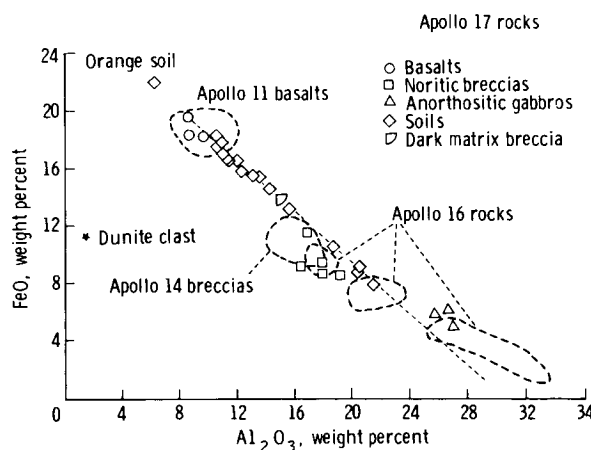 Apollo 17 rocks
24
Orange soil
Apollo 11 basalts
Basalts
Noritic breccias
Anorthositic gabbros
Soils
Dark matrix breccia
20
16
12
8
4
FeO, weight percent
Dunite clast
Apollo 16 rocks
Apollo 14 breccias
0 4 8 12 16 20 24 28 32 34
Al2O3, weight percent